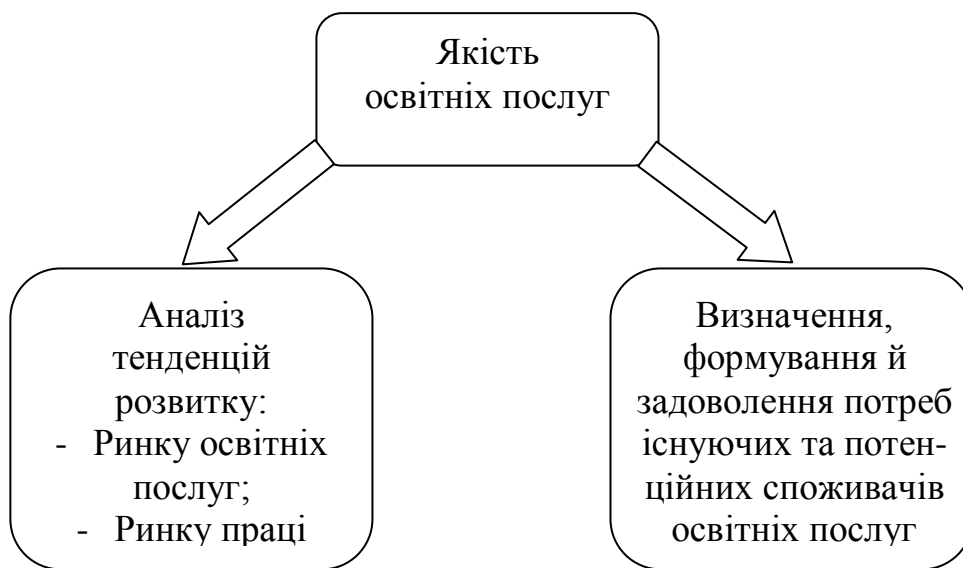 Якість
освітніх послуг
Аналіз
тенденцій
розвитку:
- Ринку освітніх
послуг;
- Ринку праці
Визначення,
формування й
задоволення потреб
існуючих та потен-
ційних споживачів
освітніх послуг